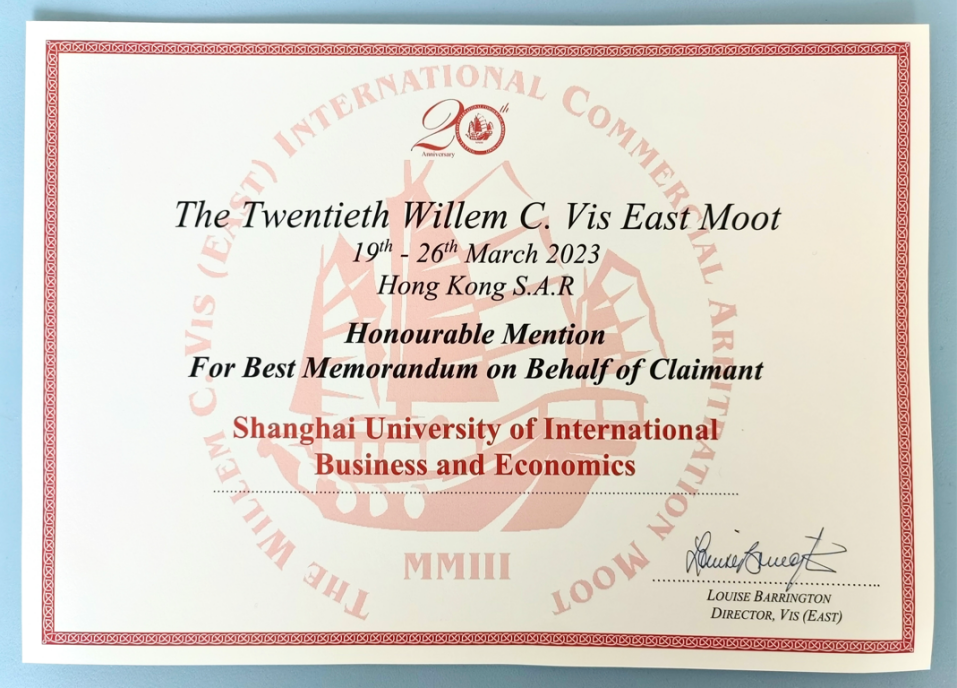 THE WILLEM C. VIS (EAST) INTERNATIONAL COMMERCIAL ARBITRATION MOOT
20th
Anniversary
The Twentieth Willem C. Vis East Moot
19th - 26th March 2023
Hong Kong S.A.R
Honourable Mention
For Best Memorandum on Behalf of Claimant
Shanghai University of International
Business and Economics
MMIII
LOUISE BARRINGTON
DIRECTOR, VIS (EAST)